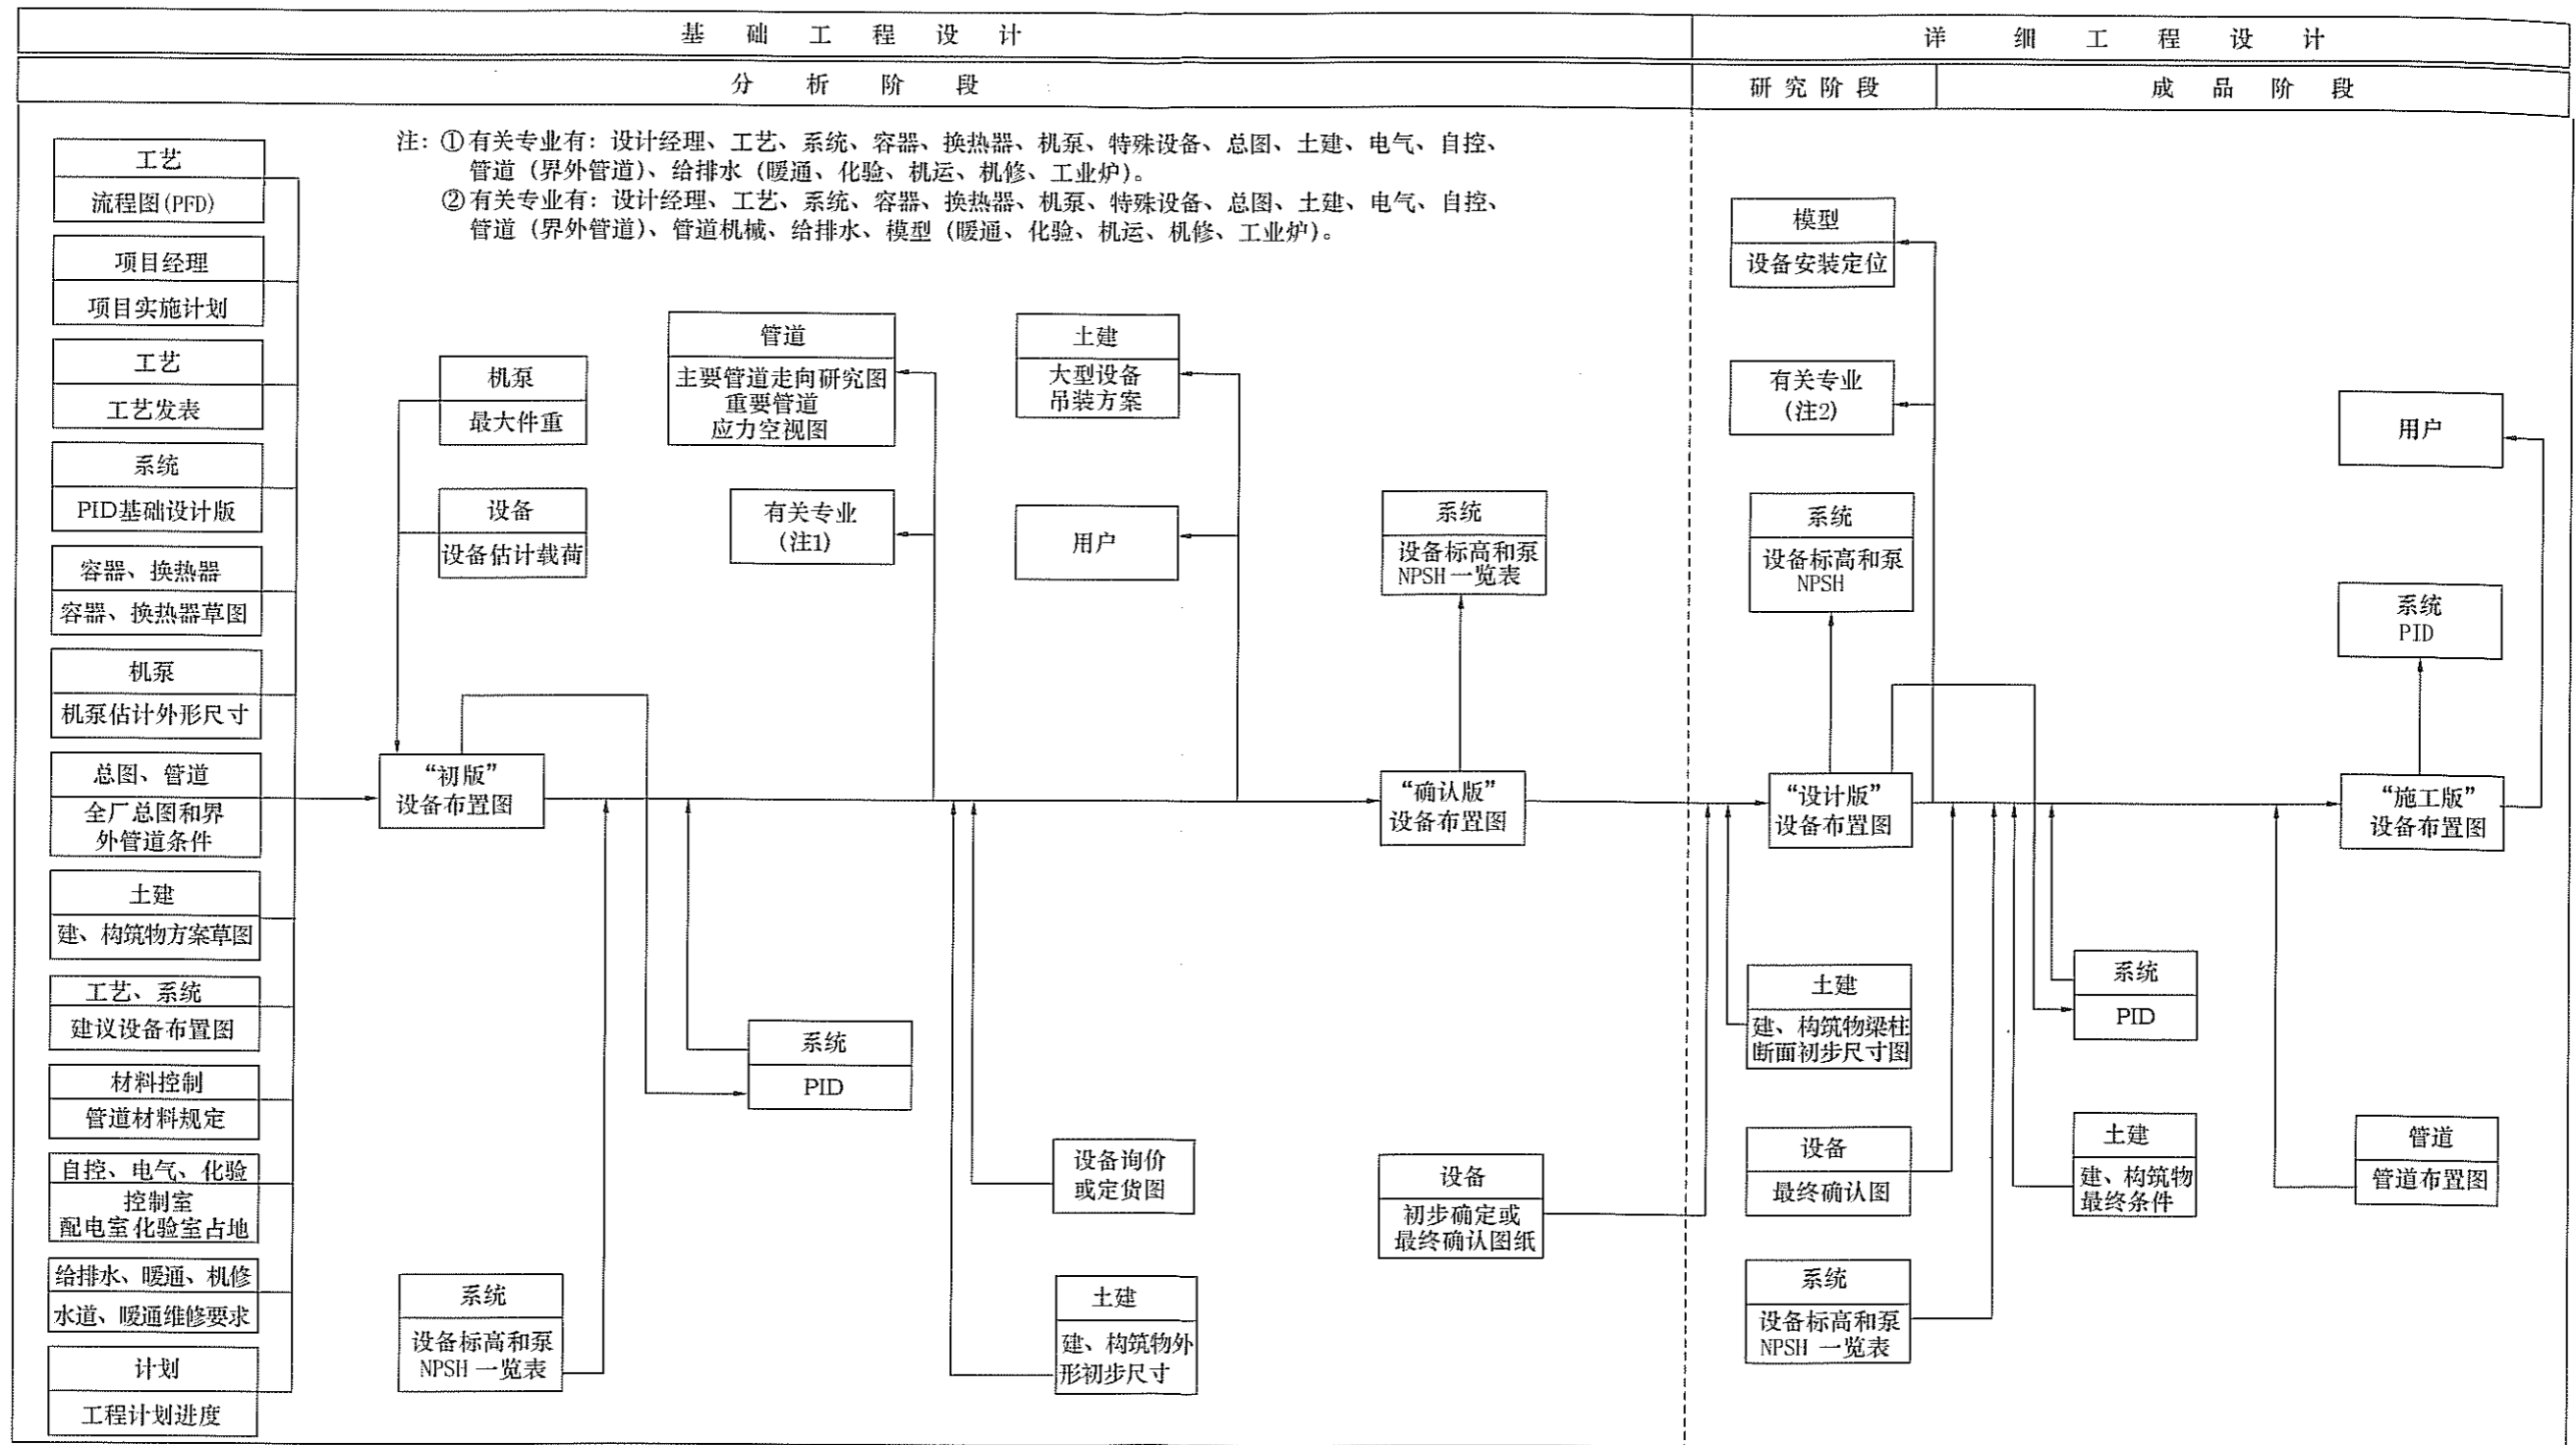 基础工程设计
详细工程设计
分析阶段
研究阶段
成品阶段
注：①有关专业有：设计经理、工艺、系统、容器、换热器、机泵、特殊设备、总图、土建、电气、自控、
管道（界外管道）、给排水（暖通、化验、机运、机修、工业炉）。
②有关专业有：设计经理、工艺、系统、容器、换热器、机泵、特殊设备、总图、土建、电气、自控、
管道（界外管道）、管道机械、给排水、模型（暖通、化验、机运、机修、工业炉）。
工艺
流程图(PFD)
项目经理
项目实施计划
工艺
工艺发表
系统
PID基础设计版
容器、换热器
容器、换热器草图
机泵
机泵估计外形尺寸
总图、管道
全厂总图和界
外管道条件
土建
建、构筑物方案草图
工艺、系统
建议设备布置图
材料控制
管道材料规定
自控、电气、化验
控制室
配电室化验室占地
给排水、暖通、机修
水道、暖通维修要求
计划
工程计划进度
机泵
最大件重
设备
设备估计载荷
“初版”
设备布置图
系统
设备标高和泵
NPSH一览表
管道
主要管道走向研究图
重要管道
应力空视图
有关专业
(注1)
系统
PID
土建
大型设备
吊装方案
用户
设备询价
或定货图
土建
建、构筑物外
形初步尺寸
系统
设备标高和泵
NPSH一览表
“确认版”
设备布置图
设备
初步确定或
最终确认图纸
模型
设备安装定位
有关专业
(注2)
系统
设备标高和泵
NPSH
“设计版”
设备布置图
土建
建、构筑物梁柱
断面初步尺寸图
设备
最终确认图
系统
设备标高和泵
NPSH一览表
系统
PID
土建
建、构筑物
最终条件
用户
系统
PID
“施工版”
设备布置图
管道
管道布置图